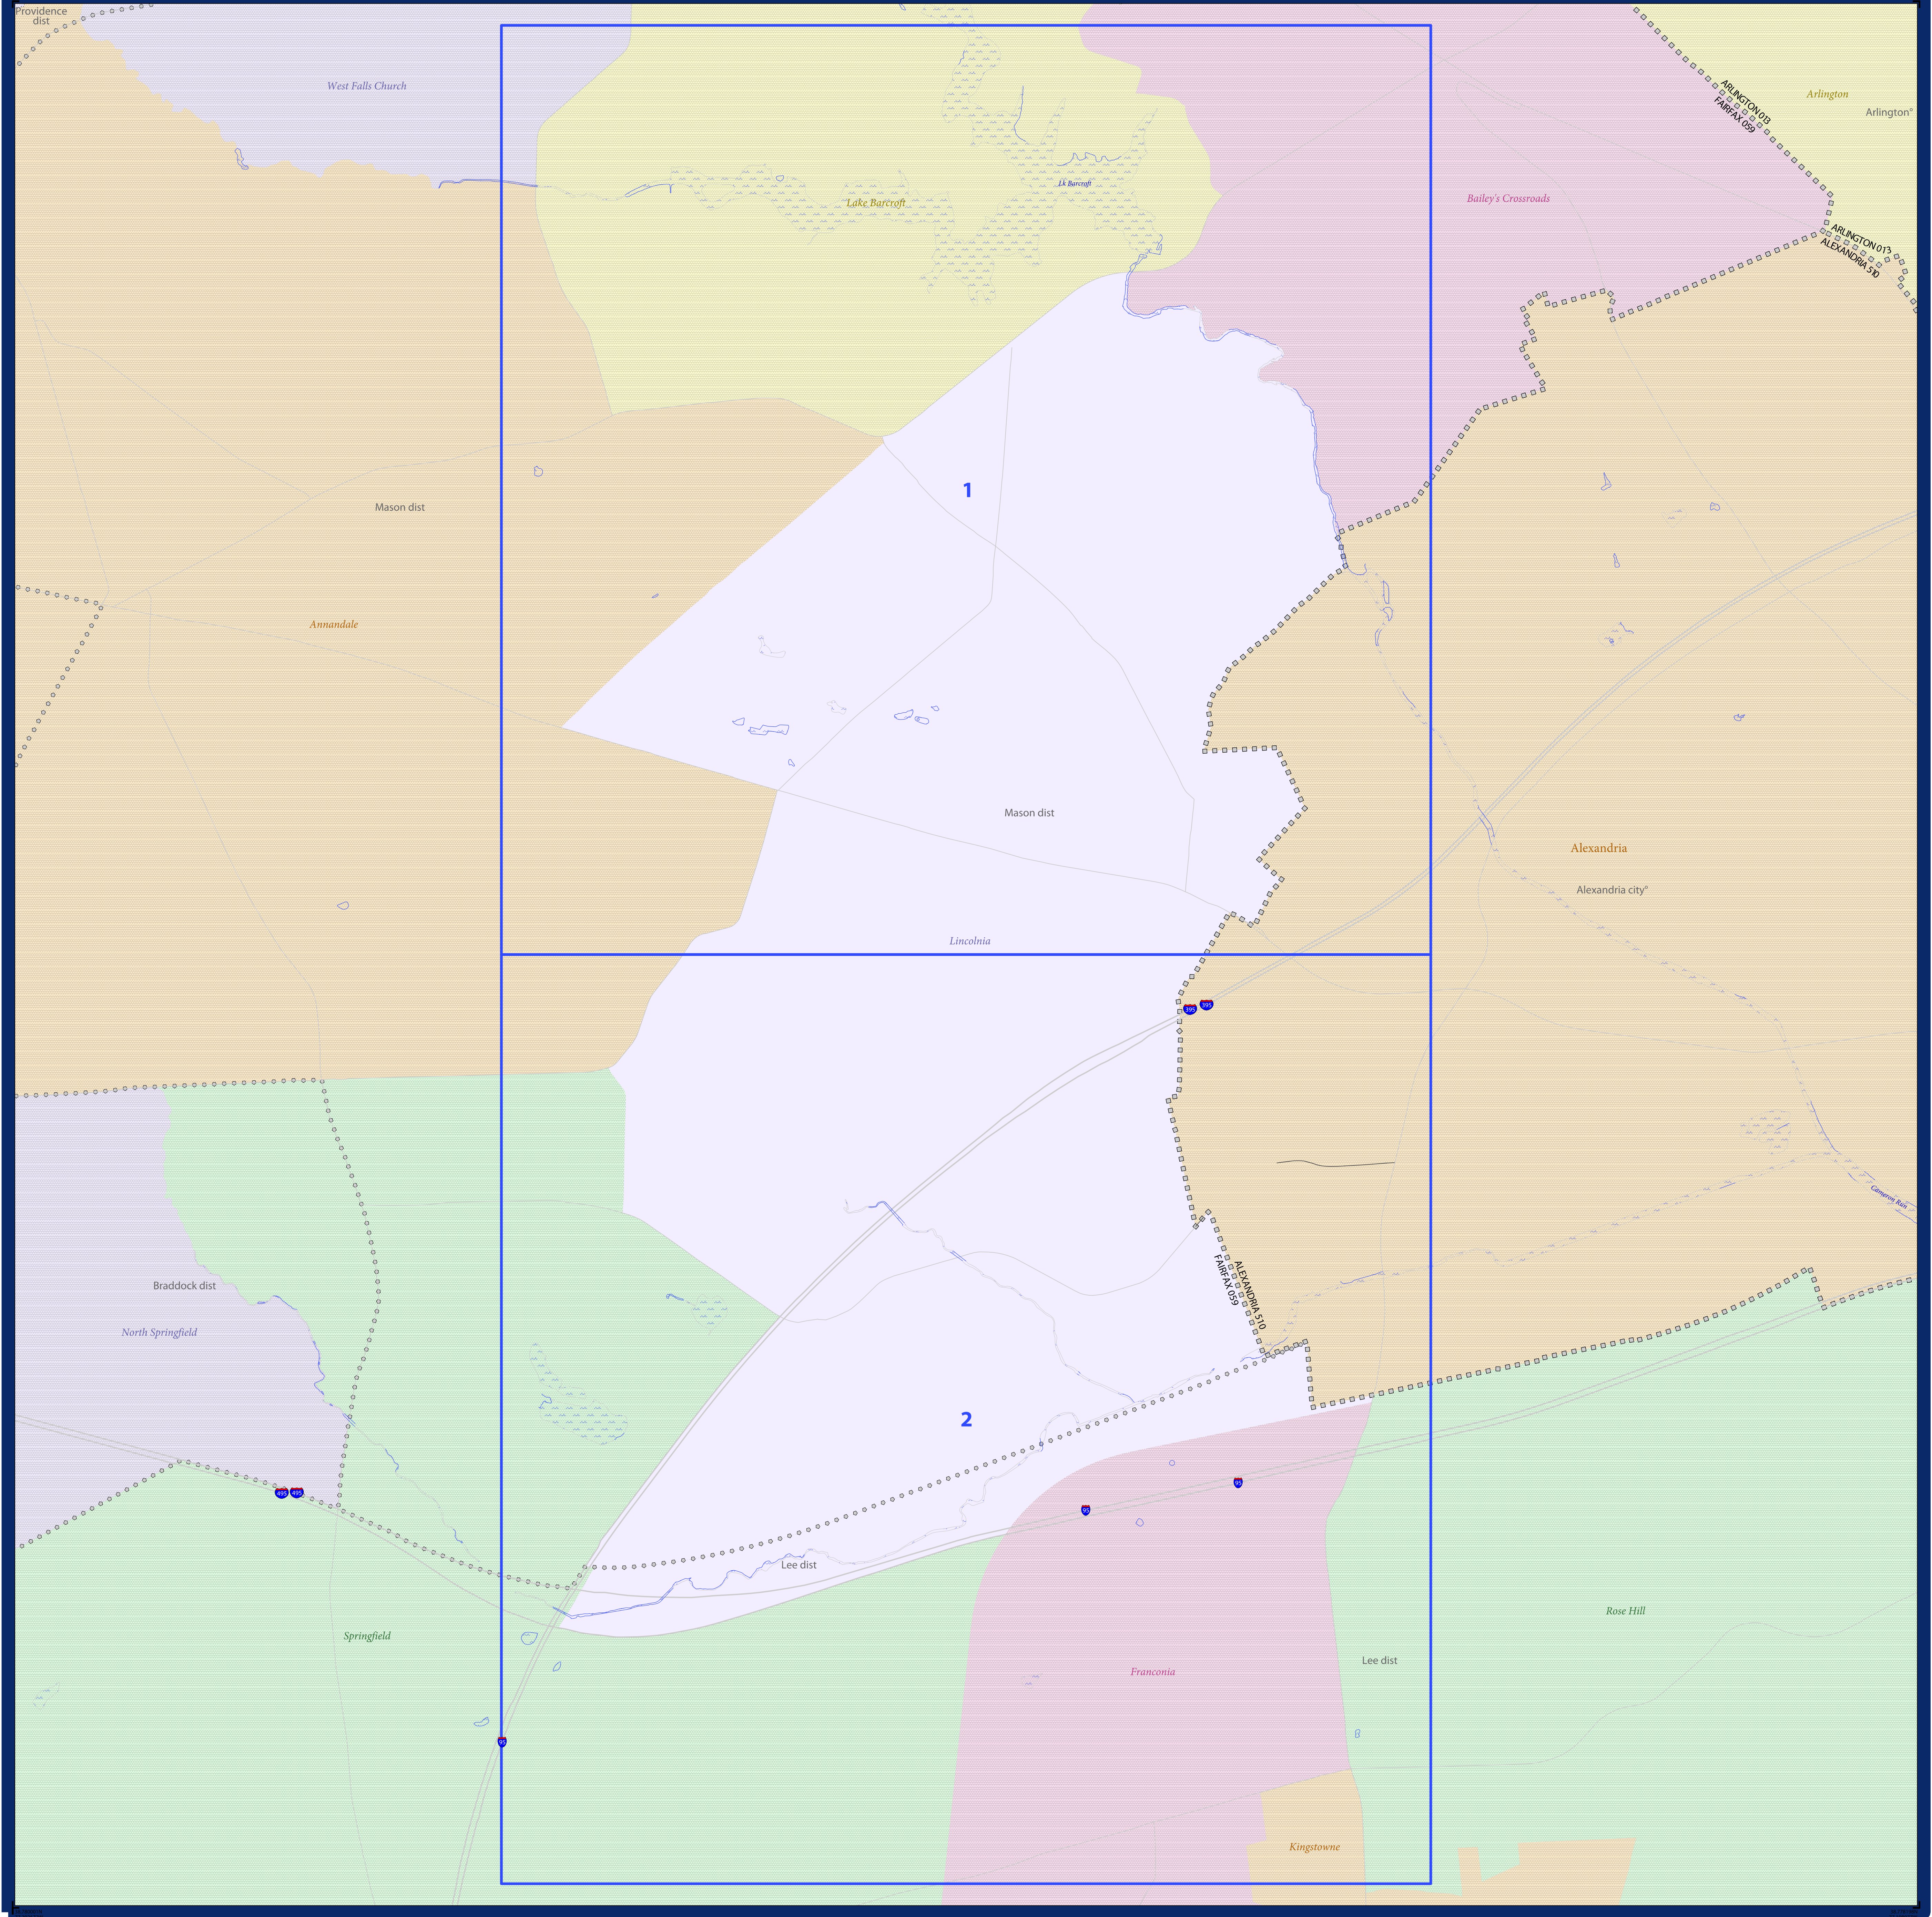 Providence
dist
West Falls Church
Arlington
Arlington°
ARLINGTON 013
FAIRFAX 059
Lk Barcroft
Lake Barcroft
Bailey's Crossroads
ARLINGTON 013
ALEXANDRIA 510
1
Mason dist
Annandale
Mason dist
Alexandria
Alexandria city°
Lincolnia
395
395
Cameron Run
Braddock dist
ALEXANDRIA 510
FAIRFAX 059
North Springfield
2
495
495
95
95
Lee dist
Rose Hill
Springfield
Lee dist
Franconia
95
Kingstowne